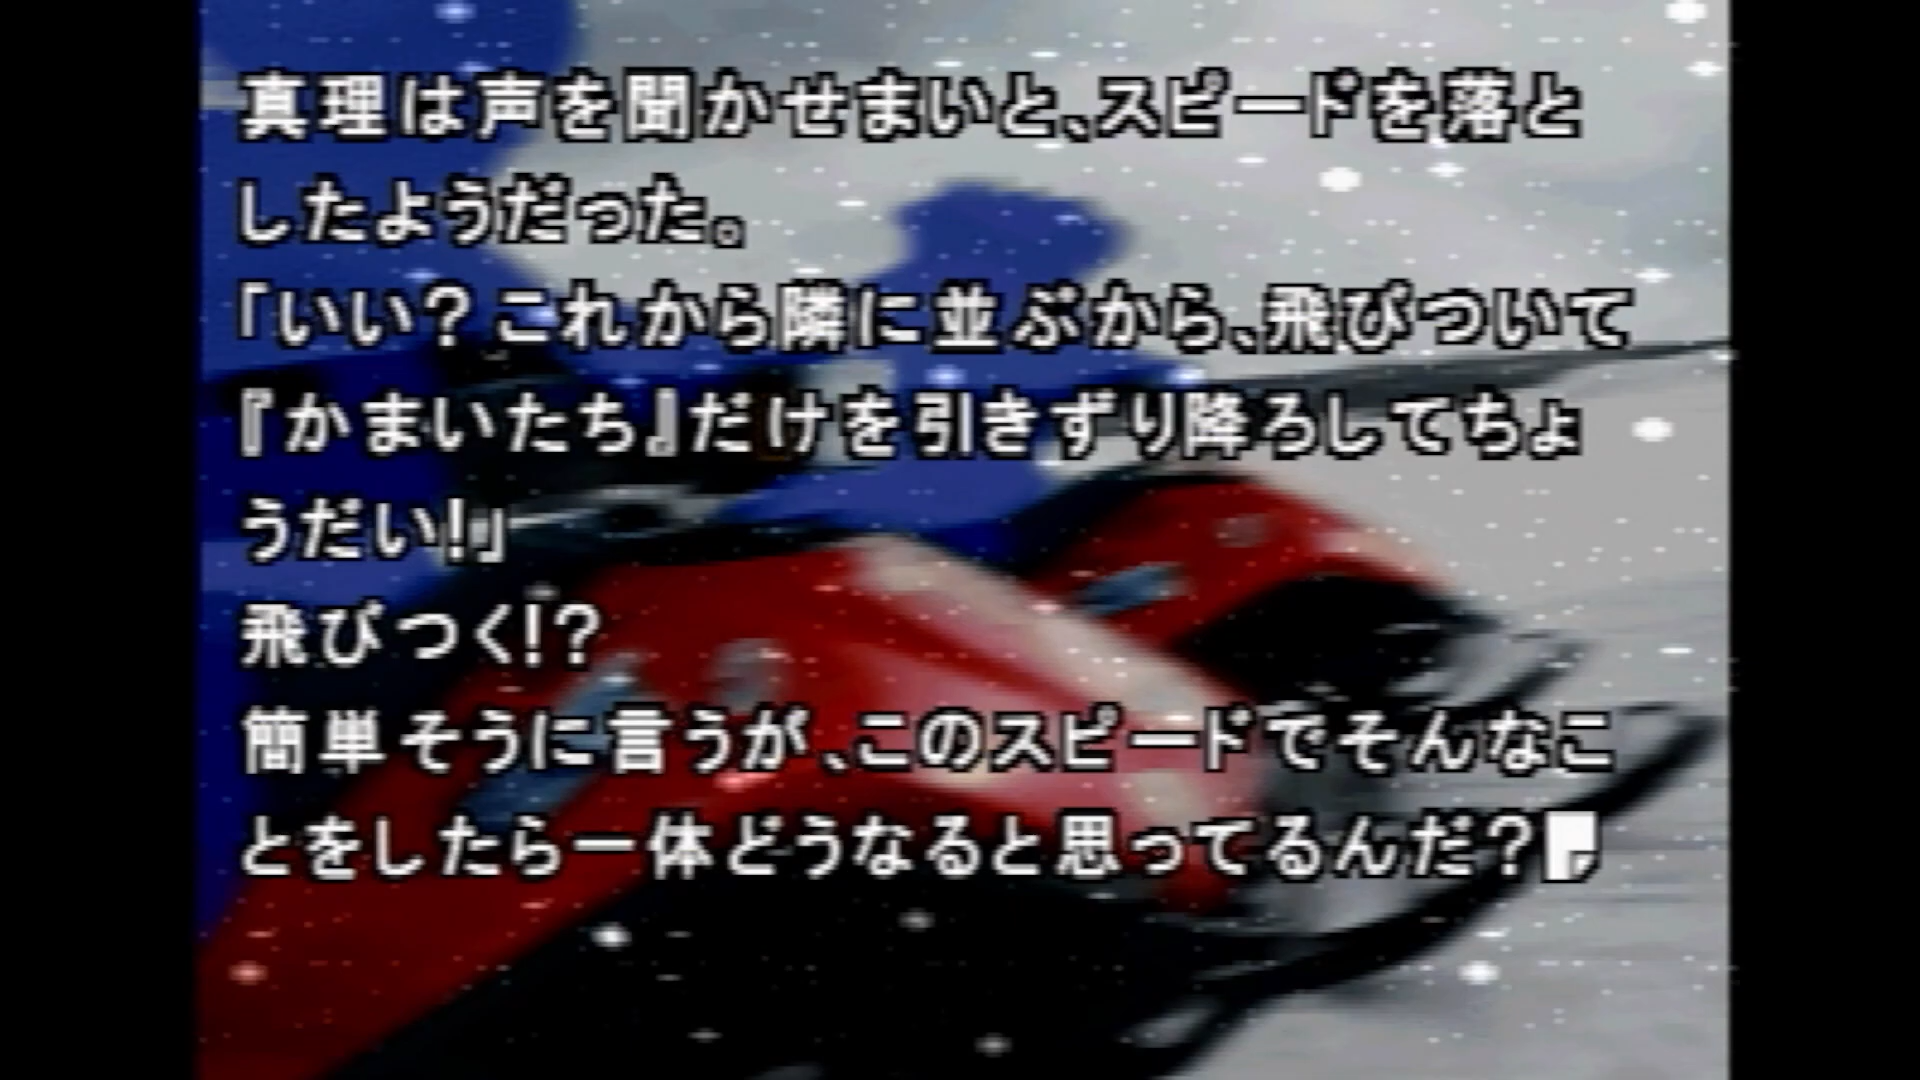 真理は声を聞かせまいと、スピードを落と
したようだった。
「いい？これから隣に並ぶから、飛びついて
『かまいたち』だけを引きずり降ろしてちょ
うだい！」
飛びつく！？
簡単そうに言うが、このスピードでそんなこ
とをしたら一体どうなると思ってるんだ？